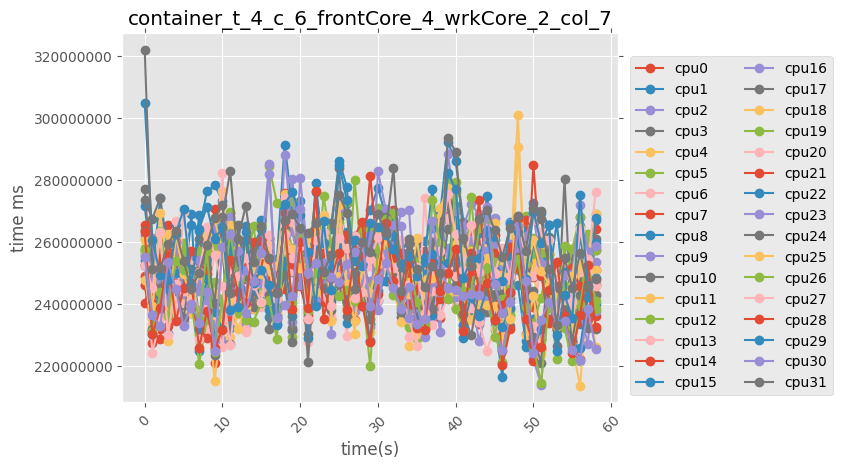 container_t_4_c_6_frontCore_4_wrkCore_2_col_7
time ms
320000000
300000000
280000000
260000000
240000000
220000000
0 10 20 30 40 50 60
time(s)
cpu0 cpu16
cpu1 cpu17
cpu2 cpu18
cpu3 cpu19
cpu4 cpu20
cpu5 cpu21
cpu6 cpu22
cpu7 cpu23
cpu8 cpu24
cpu9 cpu25
cpu10 cpu26
cpu11 cpu27
cpu12 cpu28
cpu13 cpu29
cpu14 cpu30
cpu15 cpu31